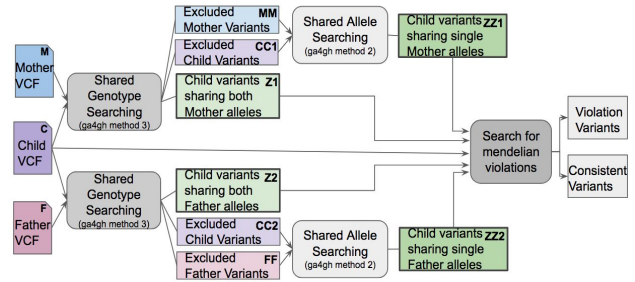 M
Mother
VCF
C
Child
VCF
F
Father
VCF
Shared
Genotype
Searching
(ga4gh method 3)
Shared
Genotype
Searching
(ga4gh method 3)
Excluded MM
Mother Variants
Excluded CC1
Child Variants
Child variants Z1
sharing both
Mother alleles
Child variants Z2
sharing both
Father alleles
Excluded CC2
Child Variants
Excluded FF
Father Variants
Shared Allele
Searching
(ga4gh method 2)
Shared Allele
Searching
(ga4gh method 2)
Child variants ZZ1
sharing single
Mother alleles
Child variants
sharing single ZZ2
Father alleles
Search for
mendelian
violations
Violation
Variants
Consistent
Variants